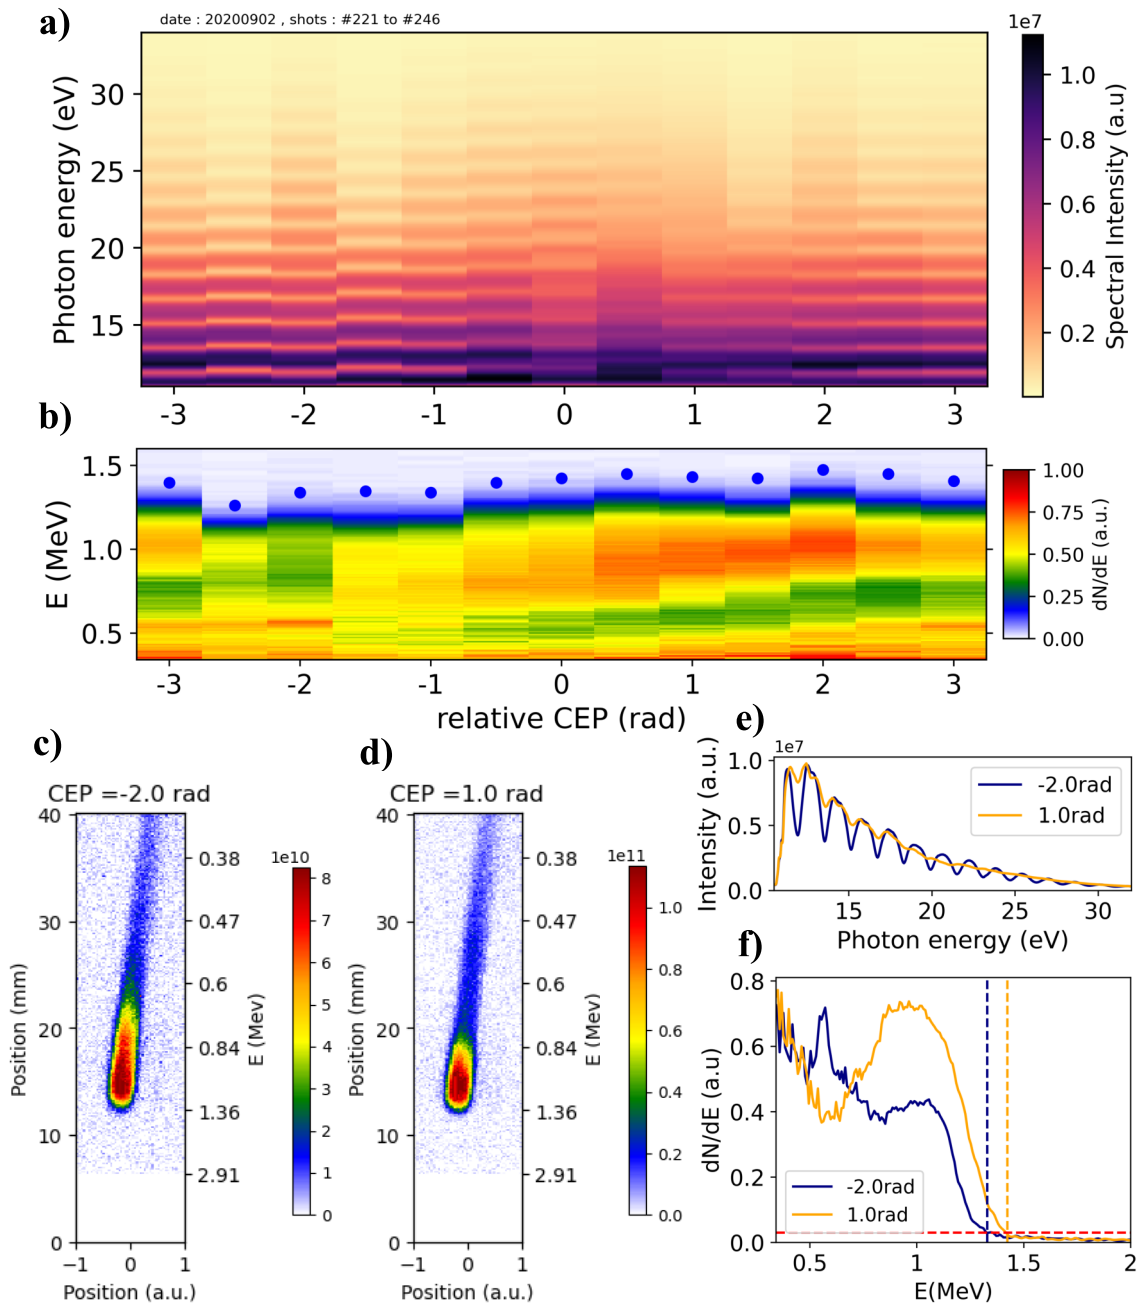 a)
date : 20200902 , shots : #221 to #246
1e7
Photon energy (eV)
30
25
20
15
-3 -2 -1 0 1 2 3
1.0
0.8
0.6
0.4
0.2
Spectral Intensity (a.u)
b)
E (MeV)
1.5
1.0
0.5
-3 -2 -1 0 1 2 3
relative CEP (rad)
1.00
0.75
0.50
0.25
0.00
dN/dE (a.u.)
c)
CEP =-2.0 rad
Position (mm)
40
30
20
10
0
−1 0 1
Position (a.u.)
0.38
0.47
0.6
0.84
1.36
2.91
E (Mev)
1e10
8
7
6
5
4
3
2
1
0
d)
CEP =1.0 rad
Position (mm)
40
30
20
10
0
−1 0 1
Position (a.u.)
0.38
0.47
0.6
0.84
1.36
2.91
E (Mev)
1e11
1.0
0.8
0.6
0.4
0.2
0.0
e)
1e7
Intensity (a.u.)
1.0
0.5
0.0
-2.0rad
1.0rad
15 20 25 30
Photon energy (eV)
f)
dN/dE (a.u)
0.8
0.6
0.4
0.2
0.0
-2.0rad
1.0rad
0.5 1 1.5 2
E(MeV)